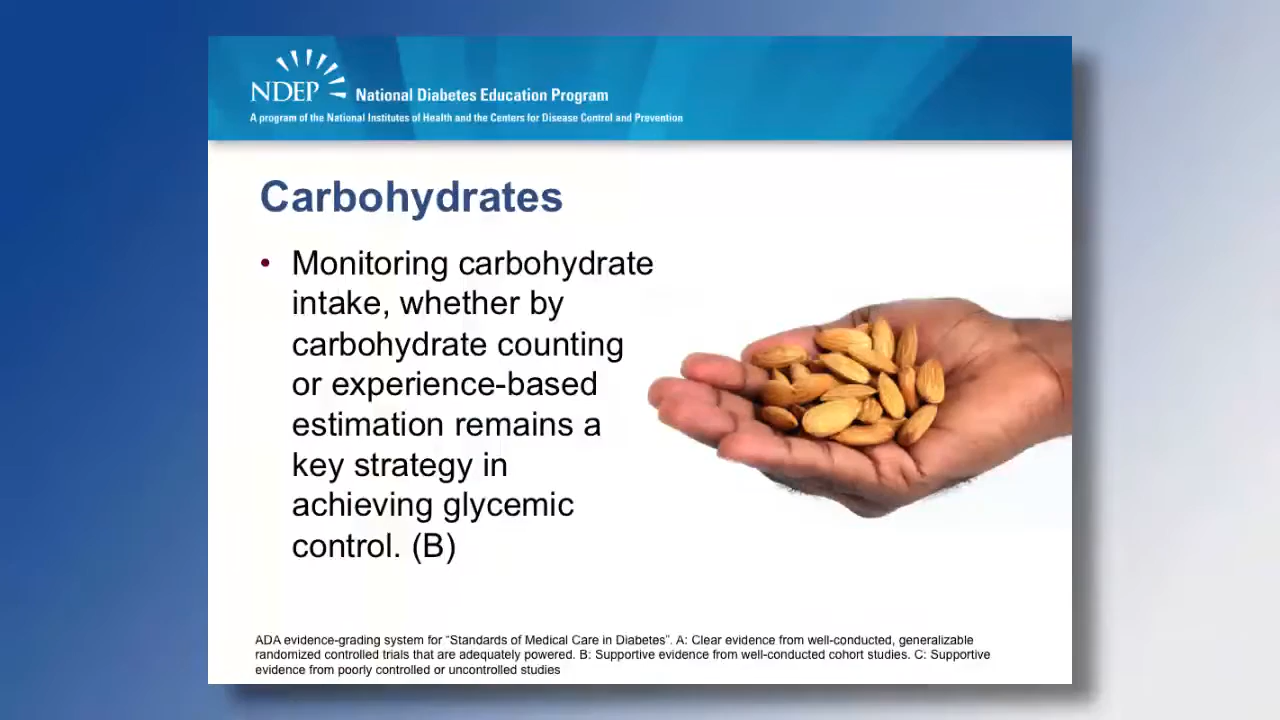 NDEP National Diabetes Education Program
A program of the National Institutes of Health and the Centers for Disease Control and Prevention
Carbohydrates
• Monitoring carbohydrate
intake, whether by
carbohydrate counting
or experience-based
estimation remains a
key strategy in
achieving glycemic
control. (B)
ADA evidence-grading system for “Standards of Medical Care in Diabetes”. A: Clear evidence from well-conducted, generalizable
randomized controlled trials that are adequately powered. B: Supportive evidence from well-conducted cohort studies. C: Supportive
evidence from poorly controlled or uncontrolled studies